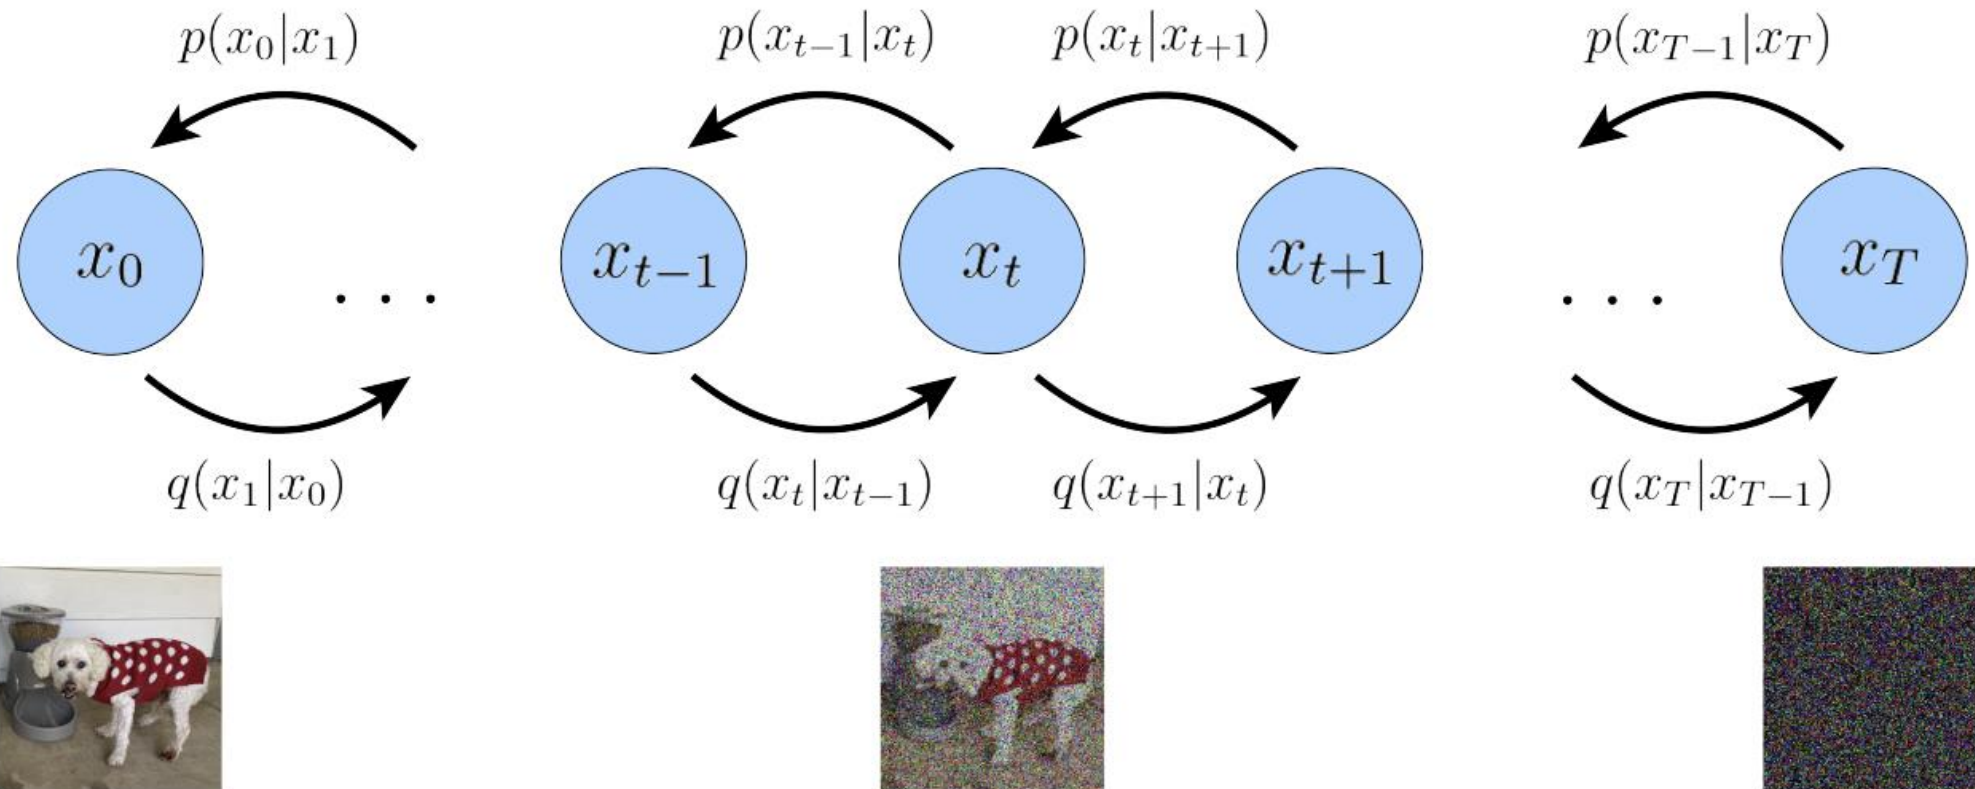 p(x_0|x_1) p(x_{t-1}|x_t) p(x_t|x_{t+1}) p(x_{T-1}|x_T)
x_0 . . . x_{t-1} x_t x_{t+1} . . . x_T
q(x_1|x_0) q(x_t|x_{t-1}) q(x_{t+1}|x_t) q(x_T|x_{T-1})